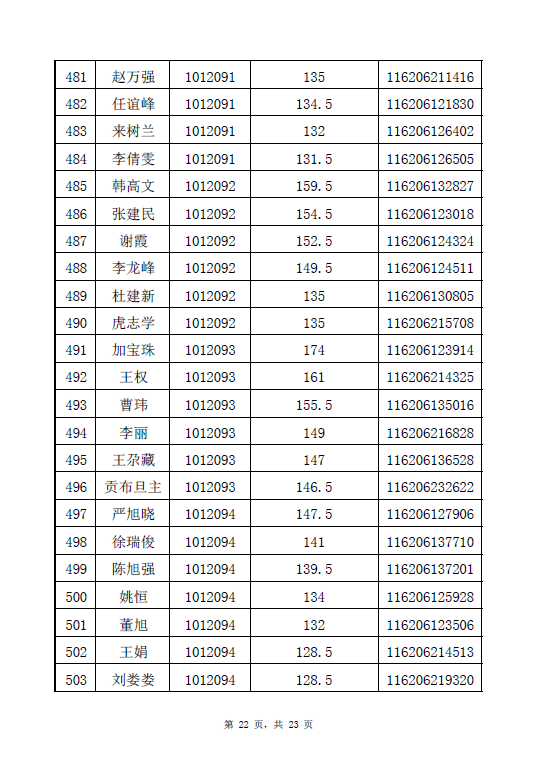 481 赵万强 1012091 135 116206211416
482 任谊峰 1012091 134.5 116206121830
483 来树兰 1012091 132 116206126402
484 李倩雯 1012091 131.5 116206126505
485 韩高文 1012092 159.5 116206132827
486 张建民 1012092 154.5 116206123018
487 谢霞 1012092 152.5 116206124324
488 李龙峰 1012092 149.5 116206124511
489 杜建新 1012092 135 116206130805
490 虎志学 1012092 135 116206215708
491 加宝珠 1012093 174 116206123914
492 王权 1012093 161 116206214325
493 曹玮 1012093 155.5 116206135016
494 李丽 1012093 149 116206216828
495 王尕藏 1012093 147 116206136528
496 贡布旦主 1012093 146.5 116206232622
497 严旭晓 1012094 147.5 116206127906
498 徐瑞俊 1012094 141 116206137710
499 陈旭强 1012094 139.5 116206137201
500 姚恒 1012094 134 116206125928
501 董旭 1012094 132 116206123506
502 王娟 1012094 128.5 116206214513
503 刘娄娄 1012094 128.5 116206219320
第 22 页，共 23 页